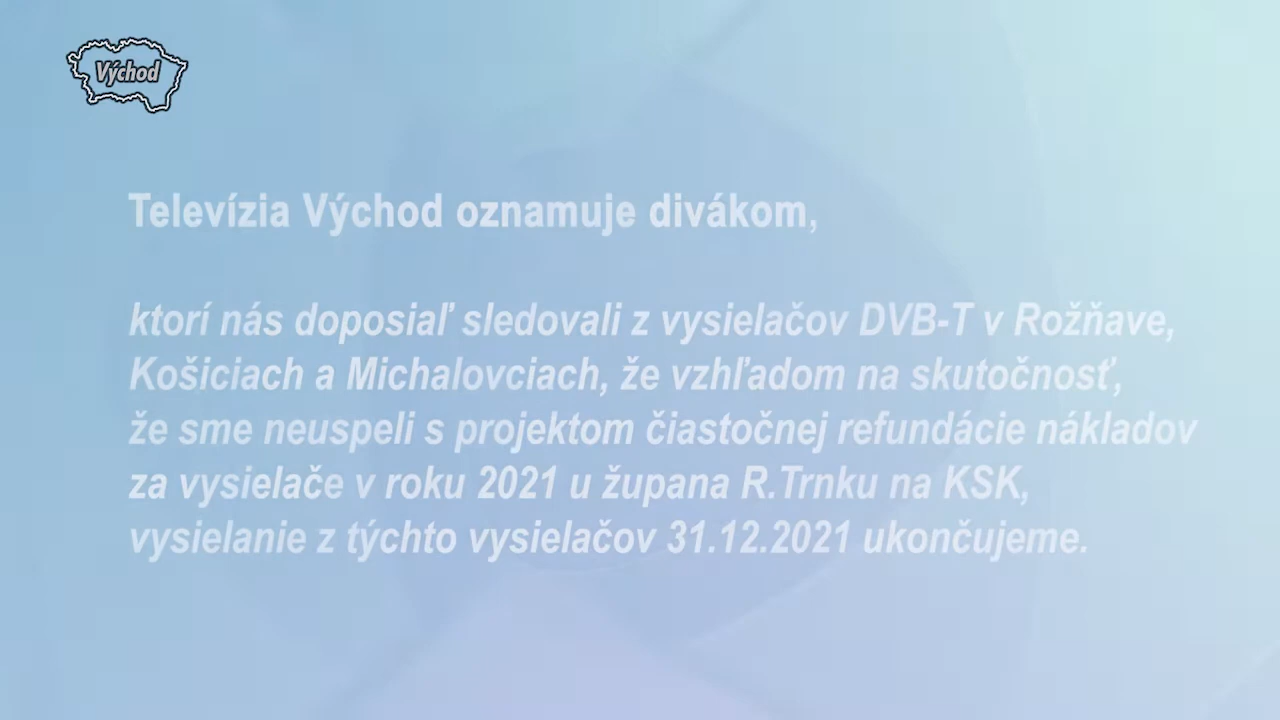 Východ
Televízia Východ oznamuje divákom,
ktorí nás doposiaľ sledovali z vysielačov DVB-T v Rožňave,
Košiciach a Michalovciach, že vzhľadom na skutočnosť,
že sme neuspeli s projektom čiastočnej refundácie nákladov
za vysielače v roku 2021 u župana R.Trnku na KSK,
vysielanie z týchto vysielačov 31.12.2021 ukončujeme.